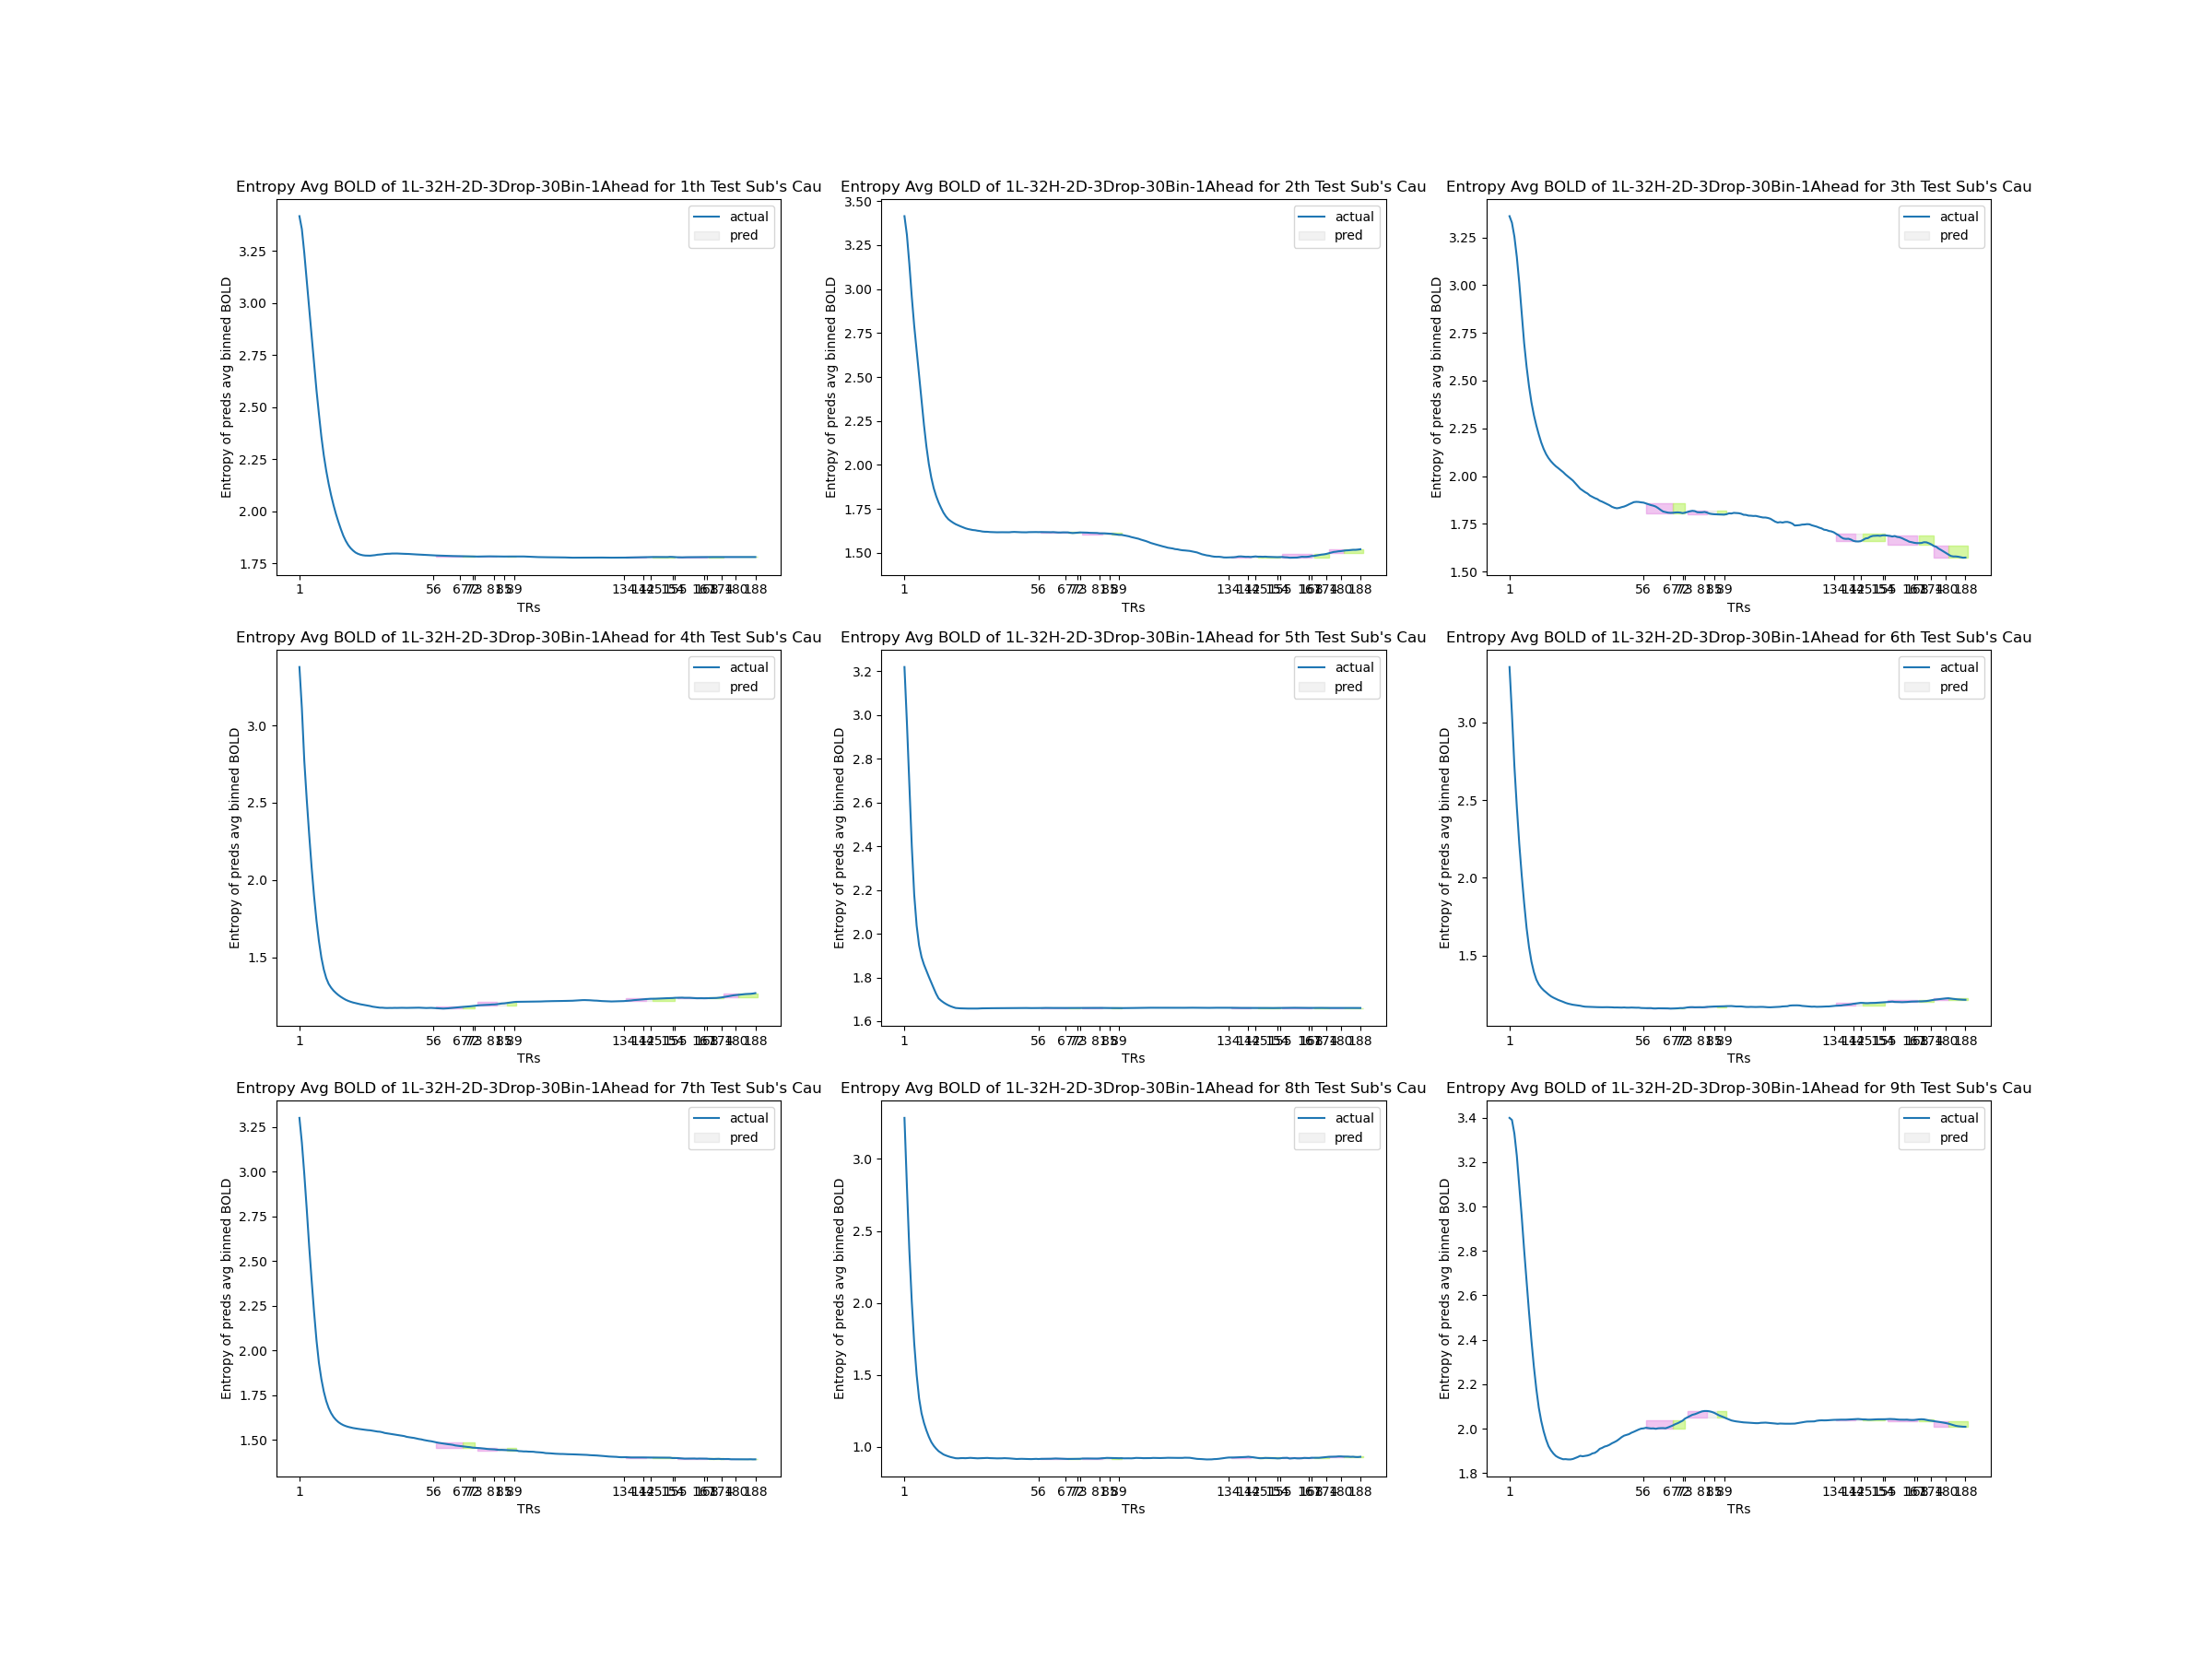 Entropy Avg BOLD of 1L-32H-2D-3Drop-30Bin-1Ahead for 1th Test Sub's Cau
actual
pred
Entropy of preds avg binned BOLD
3.25
3.00
2.75
2.50
2.25
2.00
1.75
1 56 81 89 188
TRs
Entropy Avg BOLD of 1L-32H-2D-3Drop-30Bin-1Ahead for 2th Test Sub's Cau
actual
pred
Entropy of preds avg binned BOLD
3.50
3.25
3.00
2.75
2.50
2.25
2.00
1.75
1.50
1 56 81 89 188
TRs
Entropy Avg BOLD of 1L-32H-2D-3Drop-30Bin-1Ahead for 3th Test Sub's Cau
actual
pred
Entropy of preds avg binned BOLD
3.25
3.00
2.75
2.50
2.25
2.00
1.75
1.50
1 56 81 89 188
TRs
Entropy Avg BOLD of 1L-32H-2D-3Drop-30Bin-1Ahead for 4th Test Sub's Cau
actual
pred
Entropy of preds avg binned BOLD
3.0
2.5
2.0
1.5
1 56 81 89 188
TRs
Entropy Avg BOLD of 1L-32H-2D-3Drop-30Bin-1Ahead for 5th Test Sub's Cau
actual
pred
Entropy of preds avg binned BOLD
3.2
3.0
2.8
2.6
2.4
2.2
2.0
1.8
1.6
1 56 81 89 188
TRs
Entropy Avg BOLD of 1L-32H-2D-3Drop-30Bin-1Ahead for 6th Test Sub's Cau
actual
pred
Entropy of preds avg binned BOLD
3.0
2.5
2.0
1.5
1 56 81 89 188
TRs
Entropy Avg BOLD of 1L-32H-2D-3Drop-30Bin-1Ahead for 7th Test Sub's Cau
actual
pred
Entropy of preds avg binned BOLD
3.25
3.00
2.75
2.50
2.25
2.00
1.75
1.50
1 56 81 89 188
TRs
Entropy Avg BOLD of 1L-32H-2D-3Drop-30Bin-1Ahead for 8th Test Sub's Cau
actual
pred
Entropy of preds avg binned BOLD
3.0
2.5
2.0
1.5
1.0
1 56 81 89 188
TRs
Entropy Avg BOLD of 1L-32H-2D-3Drop-30Bin-1Ahead for 9th Test Sub's Cau
actual
pred
Entropy of preds avg binned BOLD
3.4
3.2
3.0
2.8
2.6
2.4
2.2
2.0
1.8
1 56 81 89 188
TRs